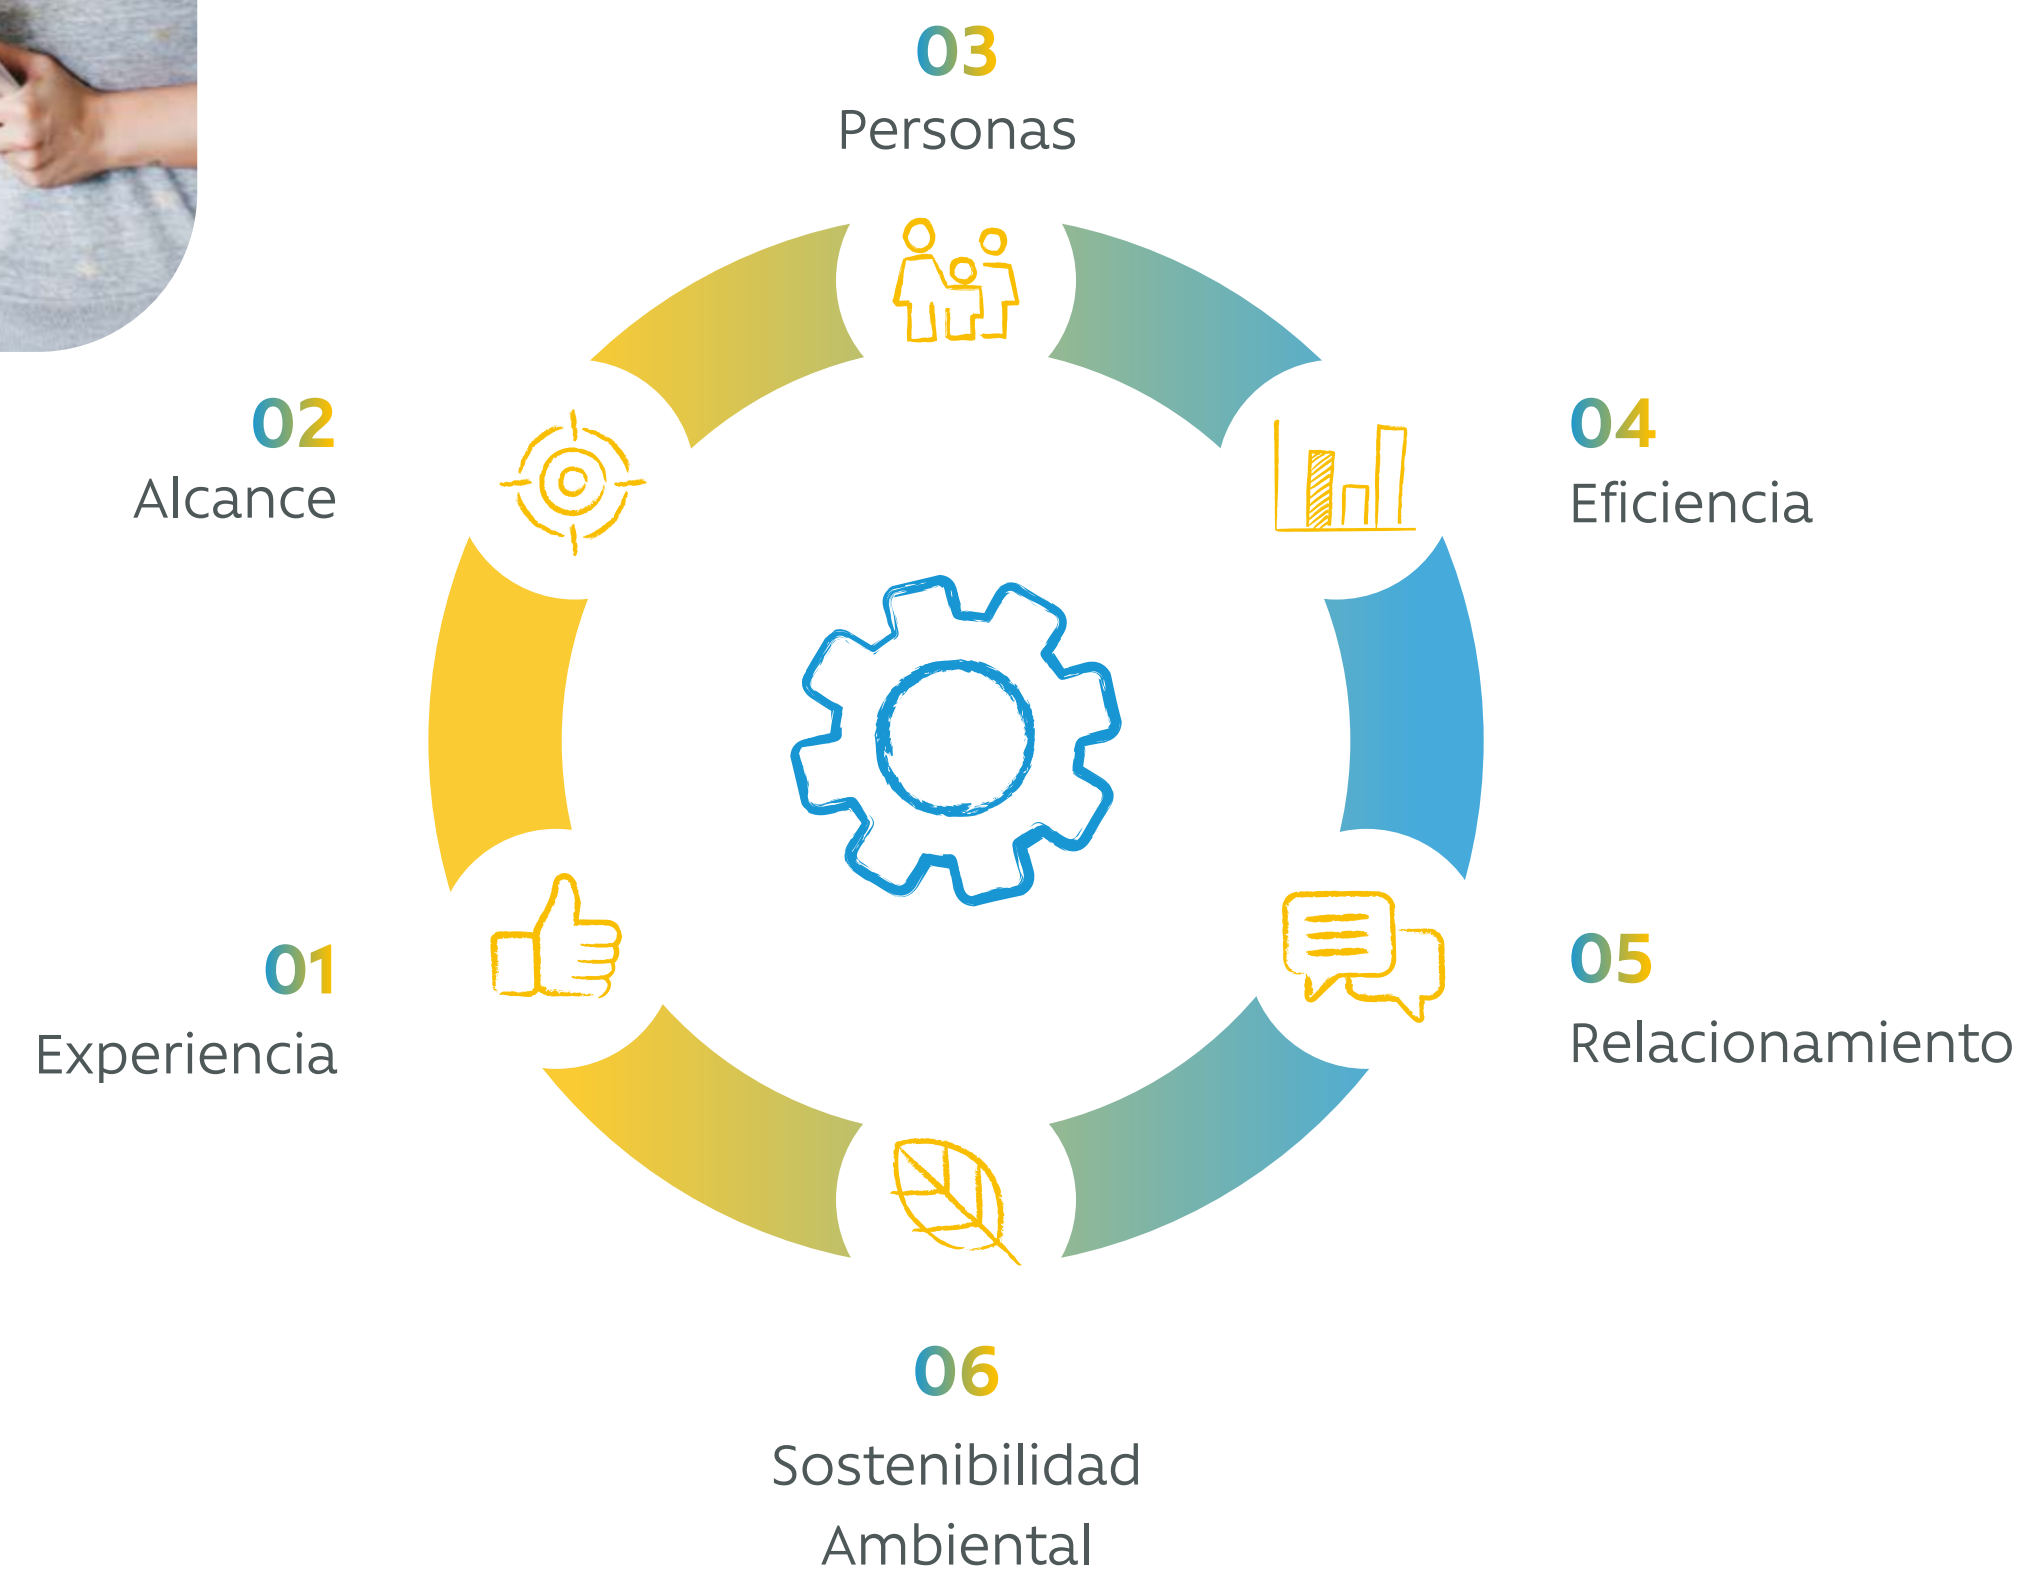 03
Personas
02
Alcance
04
Eficiencia
01
Experiencia
05
Relacionamiento
06
Sostenibilidad
Ambiental